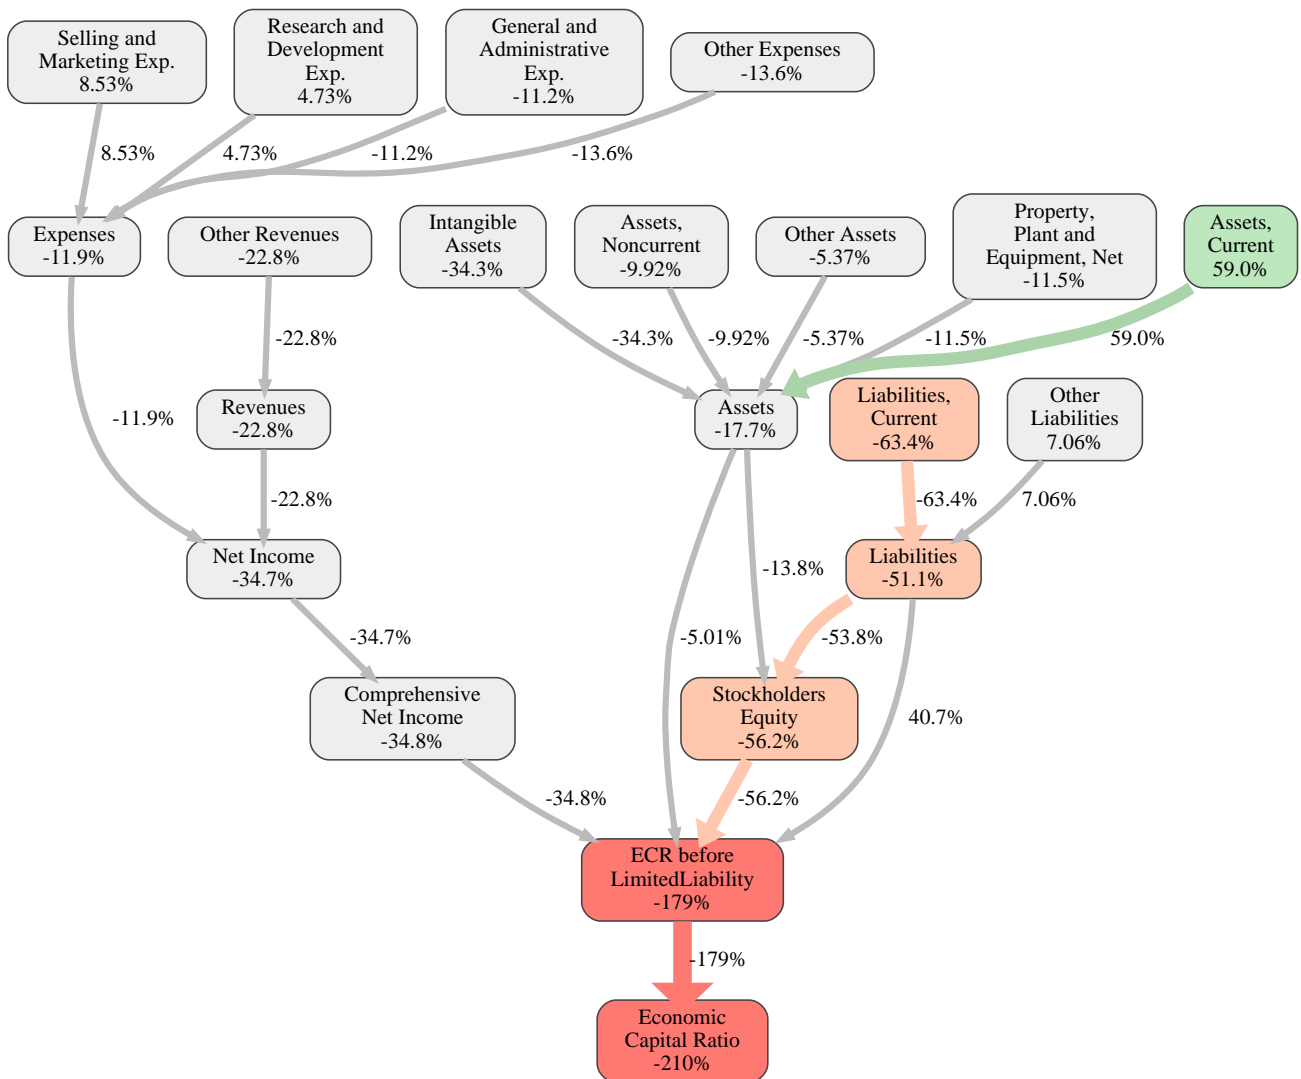 Selling and
Marketing Exp.
8.53%
Research and
Development
Exp.
4.73%
General and
Administrative
Exp.
-11.2%
Other Expenses
-13.6%
8.53%
4.73%
-11.2%
-13.6%
Expenses
-11.9%
Other Revenues
-22.8%
Intangible
Assets
-34.3%
Assets,
Noncurrent
-9.92%
Other Assets
-5.37%
Property,
Plant and
Equipment, Net
-11.5%
Assets,
Current
59.0%
-22.8%
-34.3%
-9.92%
-5.37%
-11.5%
59.0%
-11.9%
Revenues
-22.8%
Assets
-17.7%
Liabilities,
Current
-63.4%
Other
Liabilities
7.06%
-22.8%
-63.4%
7.06%
Net Income
-34.7%
-13.8%
Liabilities
-51.1%
-34.7%
-5.01%
-53.8%
Comprehensive
Net Income
-34.8%
Stockholders
Equity
-56.2%
40.7%
-34.8%
-56.2%
ECR before
LimitedLiability
-179%
-179%
Economic
Capital Ratio
-210%